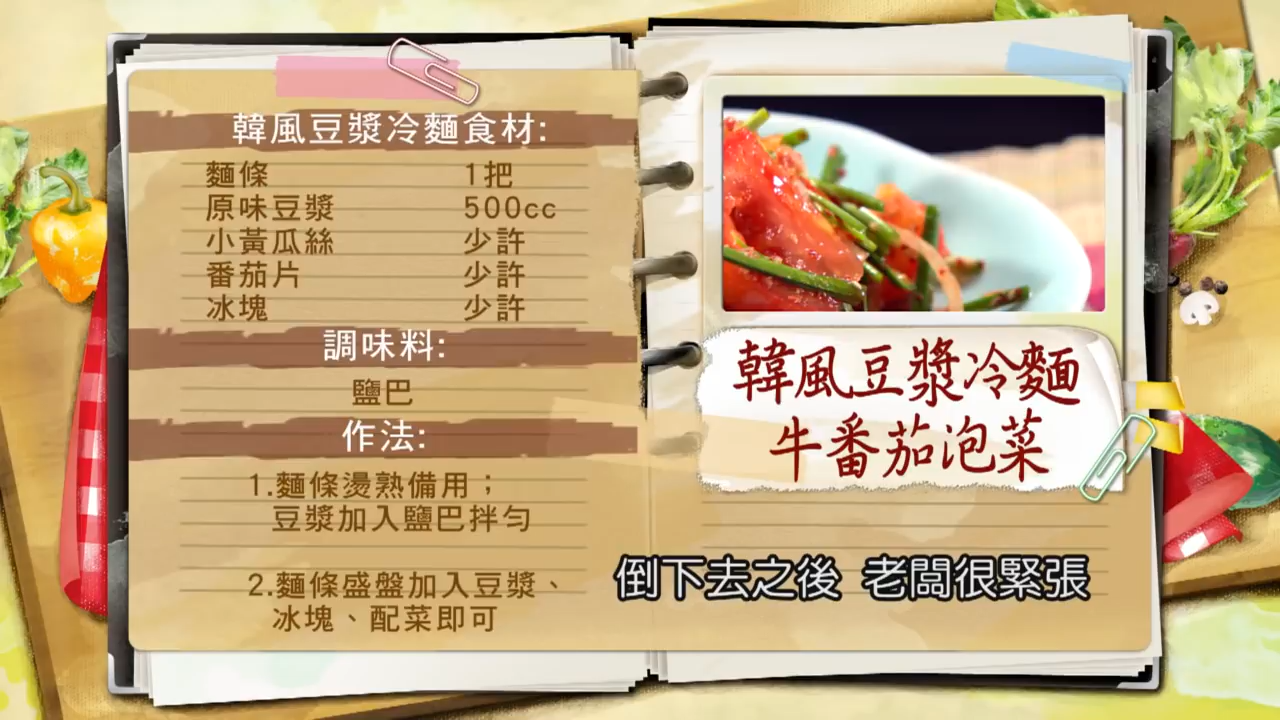 韓風豆漿冷麵食材:
麵條 1把
原味豆漿 500cc
小黃瓜絲 少許
番茄片 少許
冰塊 少許
調味料:
鹽巴
作法:
1.麵條燙熟備用；
豆漿加入鹽巴拌勻
2.麵條盛盤加入豆漿、
冰塊、配菜即可
韓風豆漿冷麵
牛番茄泡菜
倒下去之後 老闆很緊張